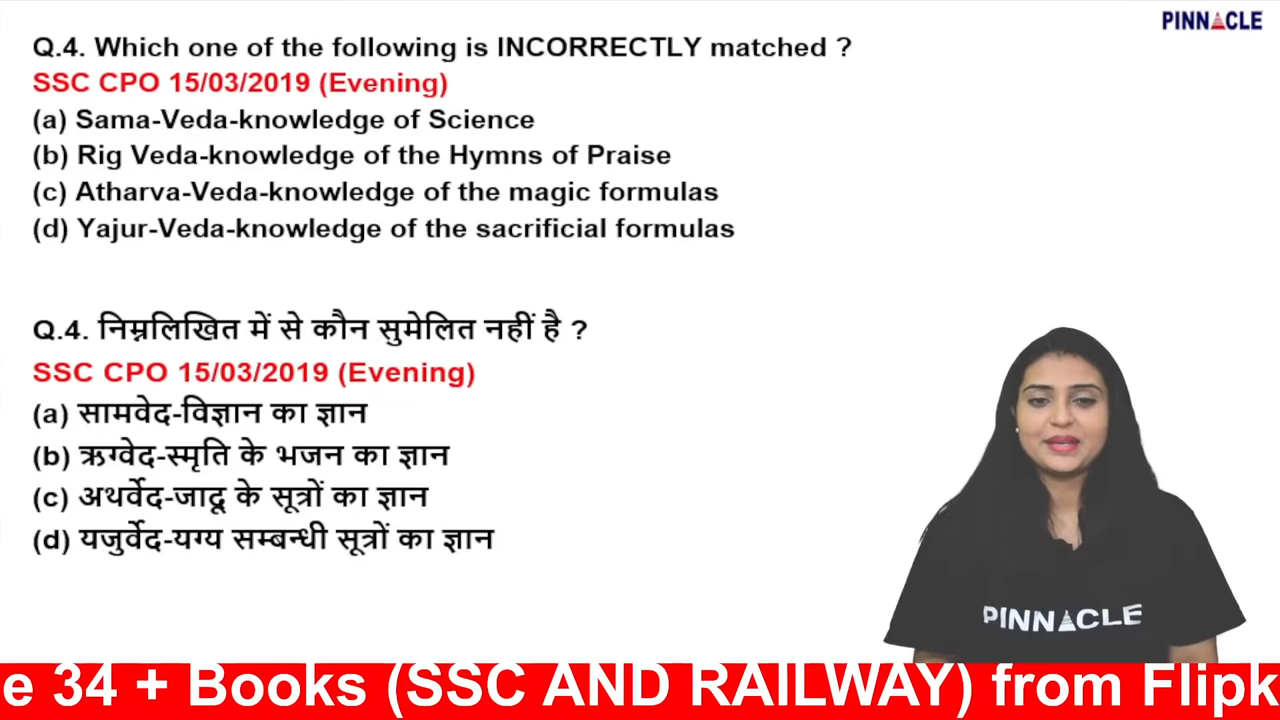 PINNACLE
Q.4. Which one of the following is INCORRECTLY matched ?
SSC CPO 15/03/2019 (Evening)
(a) Sama-Veda-knowledge of Science
(b) Rig Veda-knowledge of the Hymns of Praise
(c) Atharva-Veda-knowledge of the magic formulas
(d) Yajur-Veda-knowledge of the sacrificial formulas
Q.4. निम्नलिखित में से कौन सुमेलित नहीं है ?
SSC CPO 15/03/2019 (Evening)
(a) सामवेद-विज्ञान का ज्ञान
(b) ऋग्वेद-स्मृति के भजन का ज्ञान
(c) अथर्वेद-जादू के सूत्रों का ज्ञान
(d) यजुर्वेद-यग्य सम्बन्धी सूत्रों का ज्ञान
PINNACLE
e 34 + Books (SSC AND RAILWAY) from Flipk